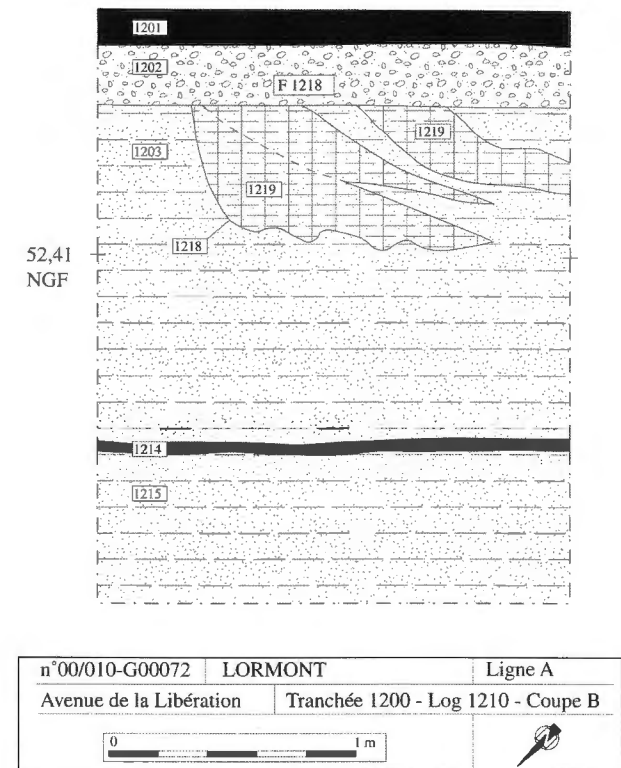 1201
1202
F 1218
1219
1203
1219
1218
52,41
NGF
1214
1215
n°00/010-G00072 LORMONT Ligne A
Avenue de la Libération Tranchée 1200 - Log 1210 - Coupe B
0 1 m
N